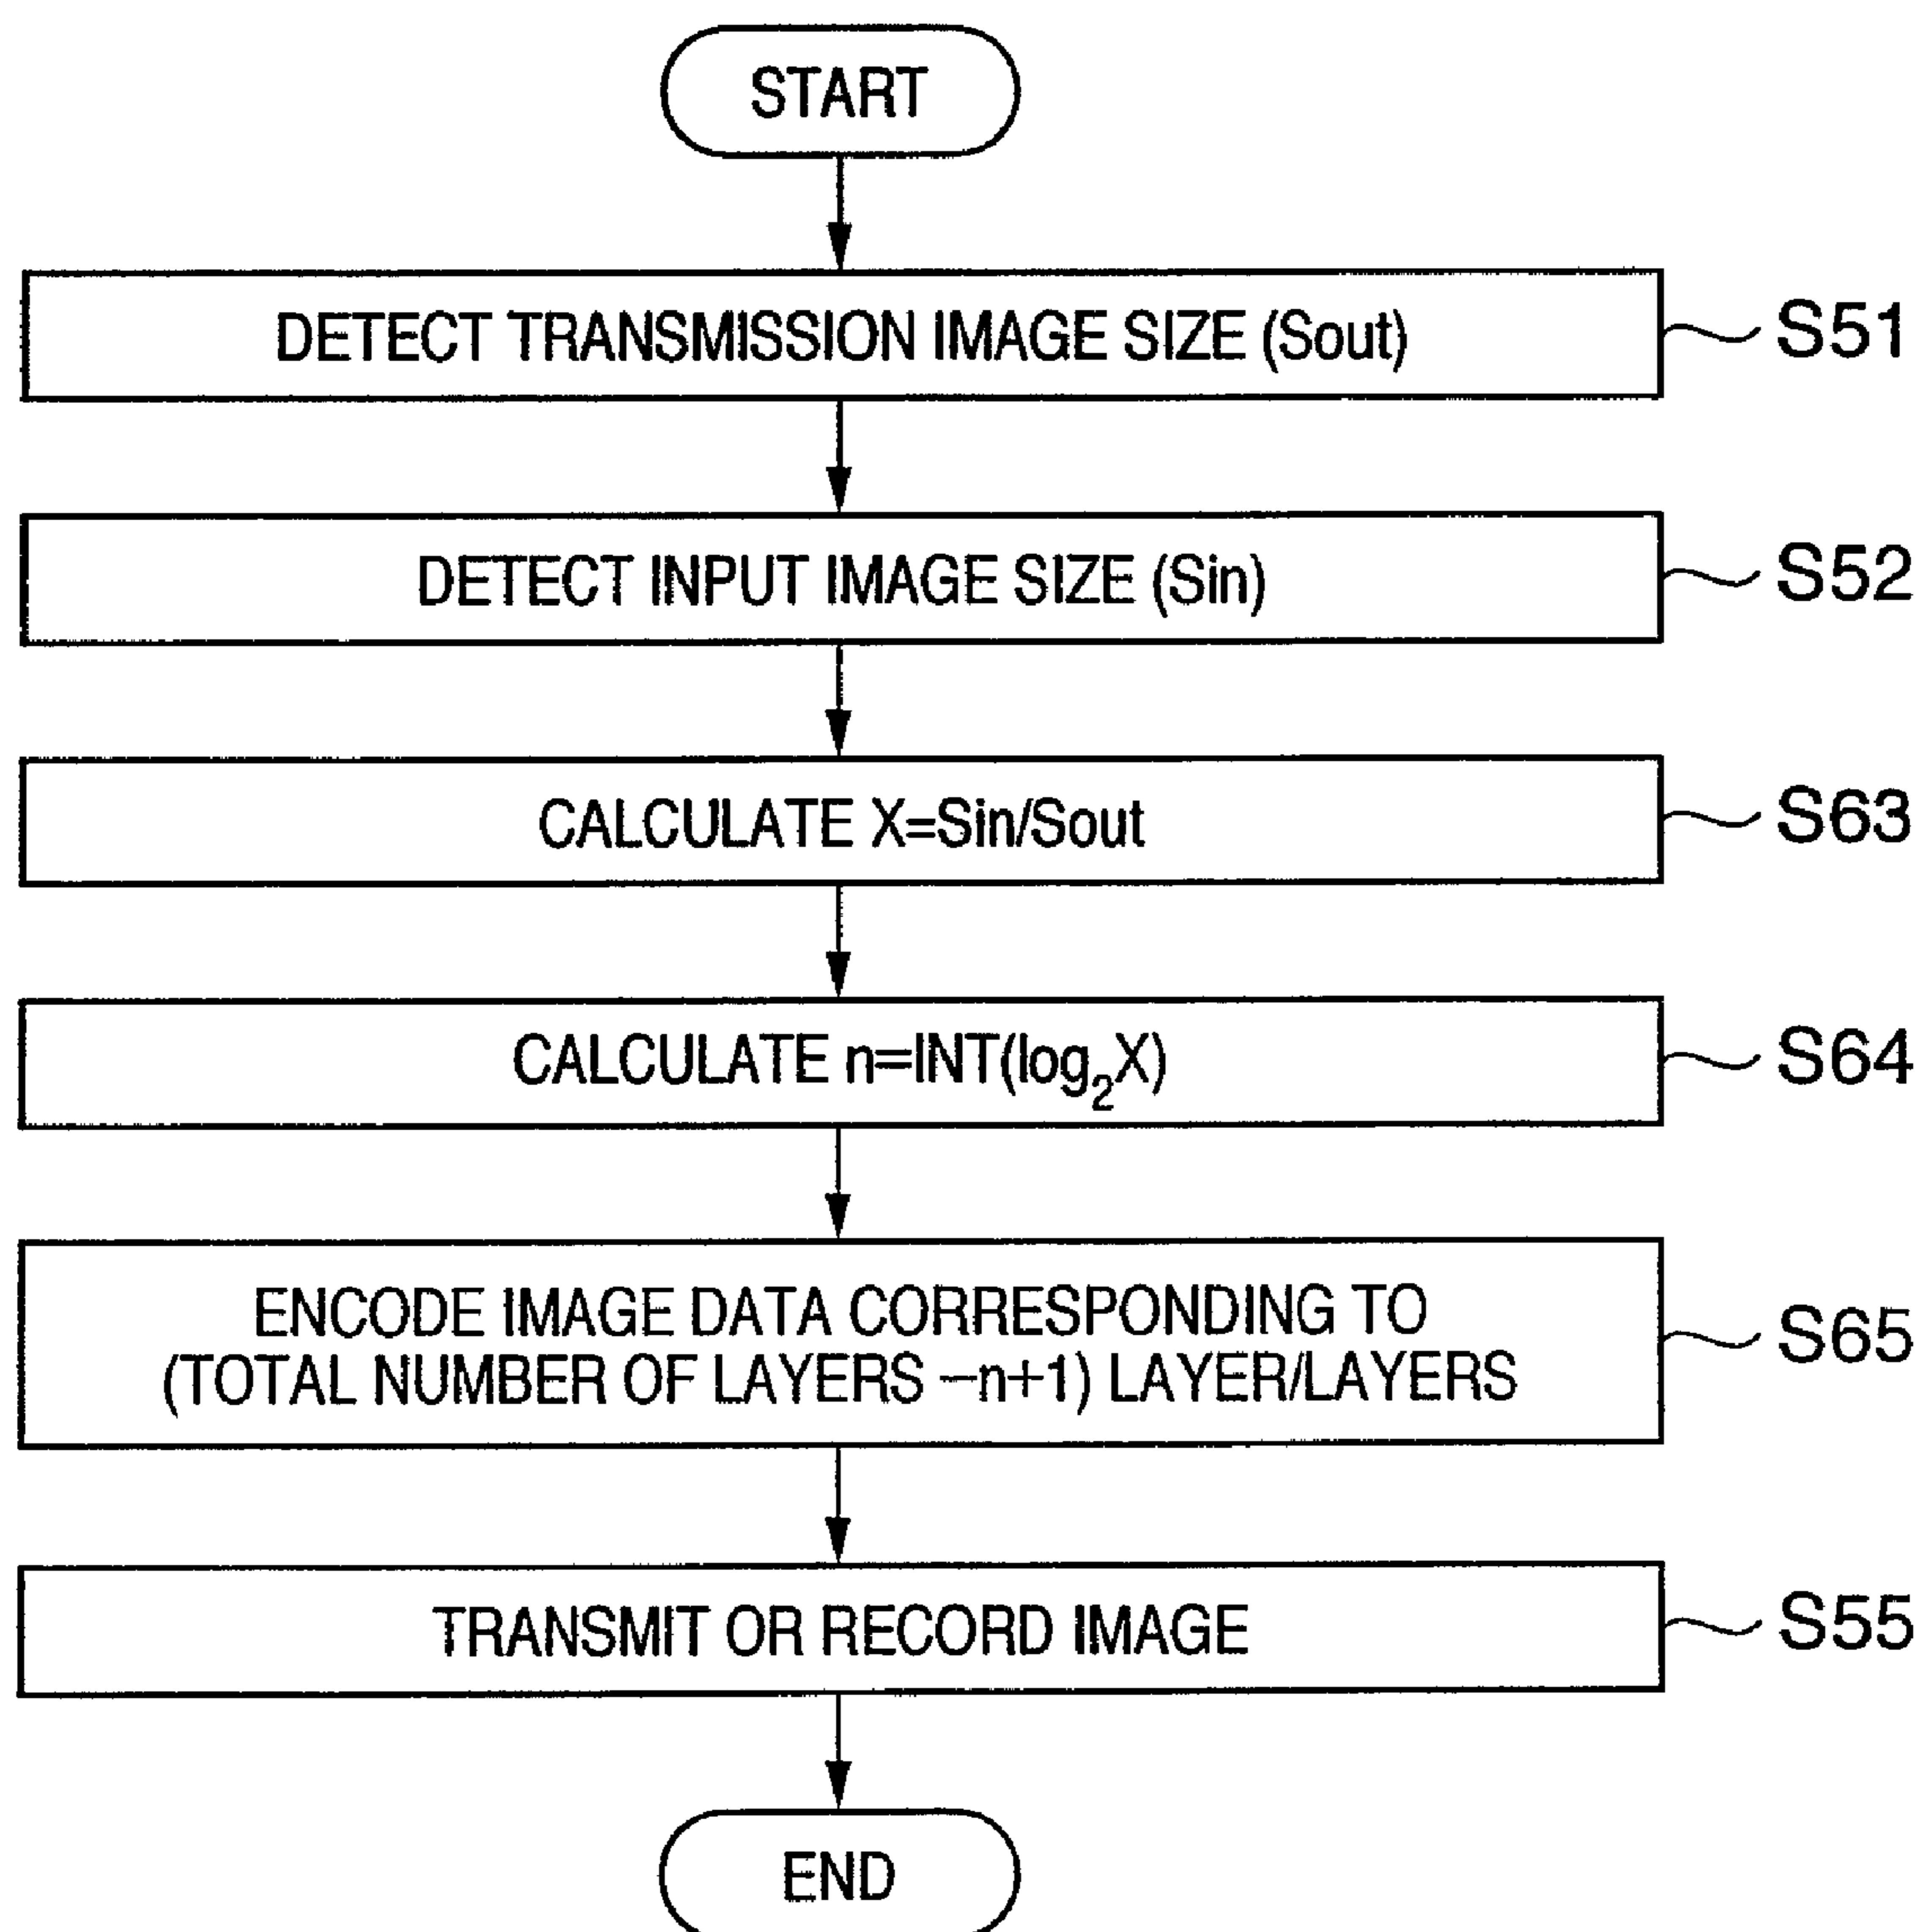 START
DETECT TRANSMISSION IMAGE SIZE (Sout)
S51
DETECT INPUT IMAGE SIZE (Sin)
S52
CALCULATE X=Sin/Sout
S63
CALCULATE n=INT(log₂X)
S64
ENCODE IMAGE DATA CORRESPONDING TO
(TOTAL NUMBER OF LAYERS –n+1) LAYER/LAYERS
S65
TRANSMIT OR RECORD IMAGE
S55
END